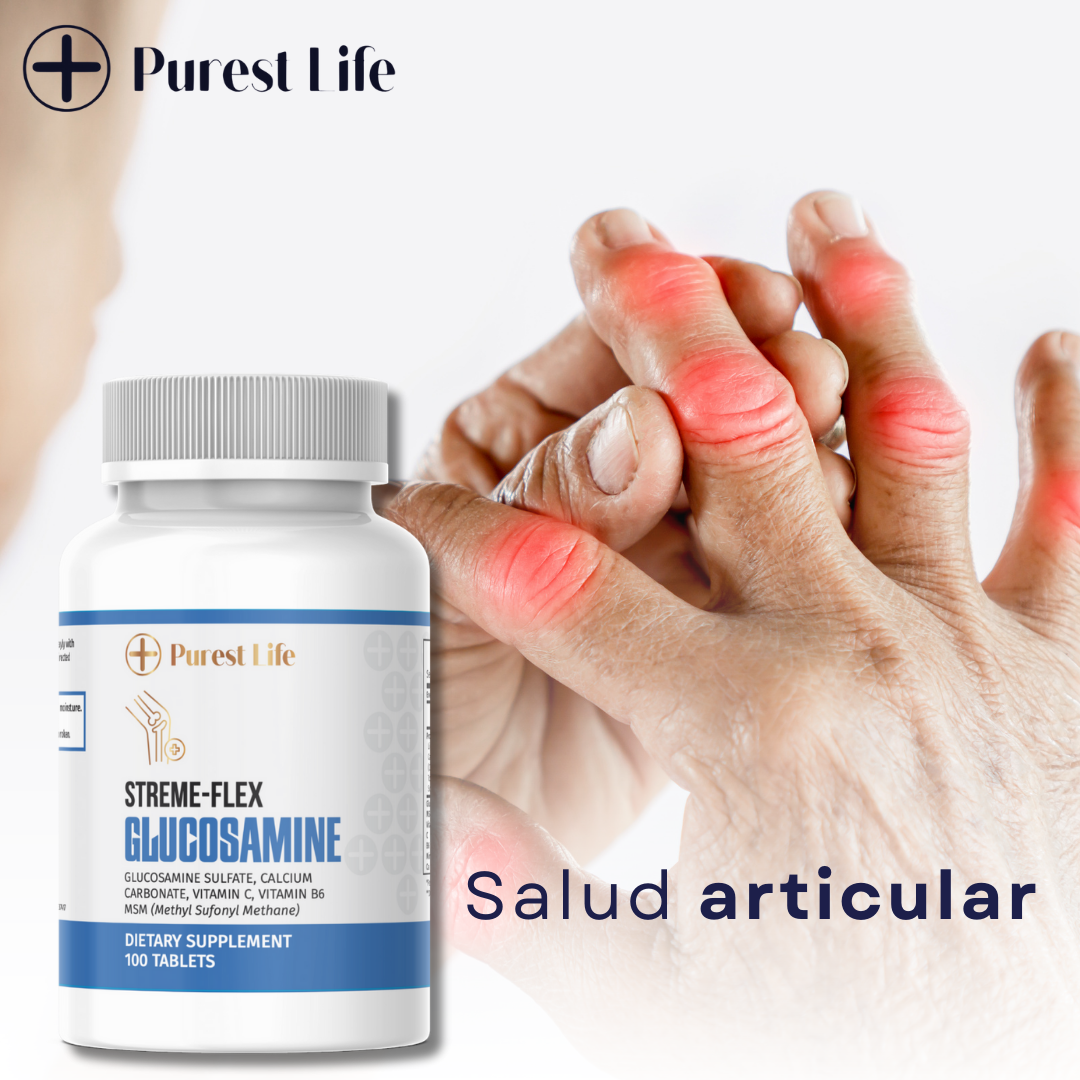 Purest Life
Purest Life
STREME-FLEX
GLUCOSAMINE
GLUCOSAMINE SULFATE, CALCIUM
CARBONATE, VITAMIN C, VITAMIN B6
MSM (Methyl Sufonyl Methane)
DIETARY SUPPLEMENT
100 TABLETS
moisture.
Salud articular